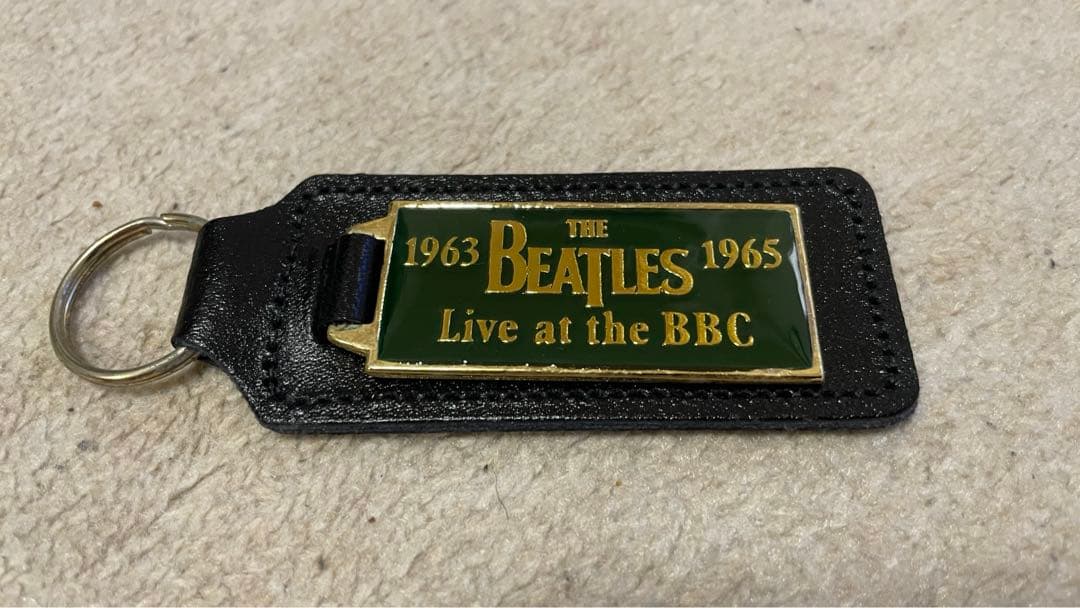 1963 THE BEATLES 1965
Live at the BBC